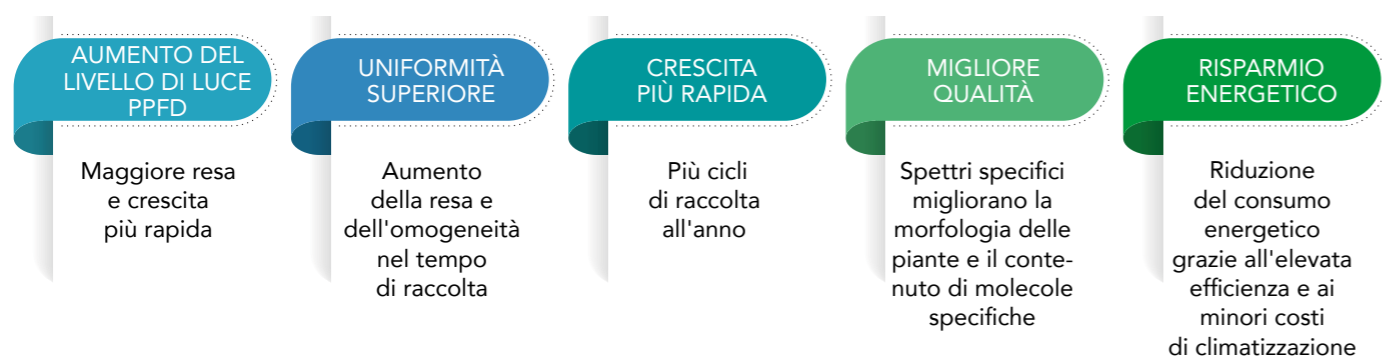 AUMENTO DEL
LIVELLO DI LUCE
PPFD
Maggiore resa
e crescita
più rapida
UNIFORMITÀ
SUPERIORE
Aumento
della resa e
dell'omogeneità
nel tempo
di raccolta
CRESCITA
PIÙ RAPIDA
Più cicli
di raccolta
all'anno
MIGLIORE
QUALITÀ
Spettri specifici
migliorano la
morfologia delle
piante e il conte-
nuto di molecole
specifiche
RISPARMIO
ENERGETICO
Riduzione
del consumo
energetico
grazie all'elevata
efficienza e ai
minori costi
di climatizzazione